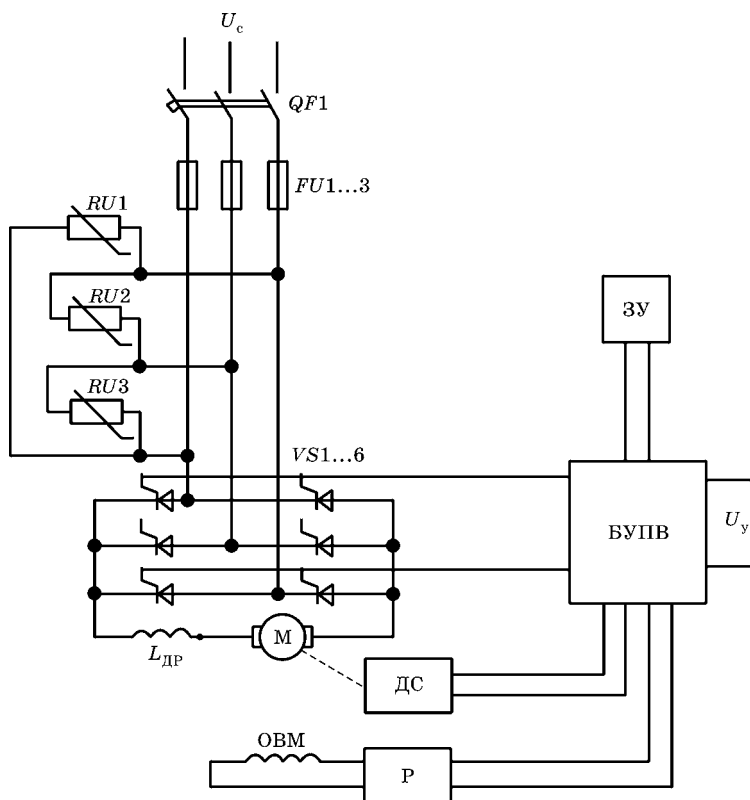 Uс
QF1
FU1...3
RU1
RU2
ЗУ
RU3
VS1...6
БУПВ
Uу
М
LДР
ДС
ОВМ
Р